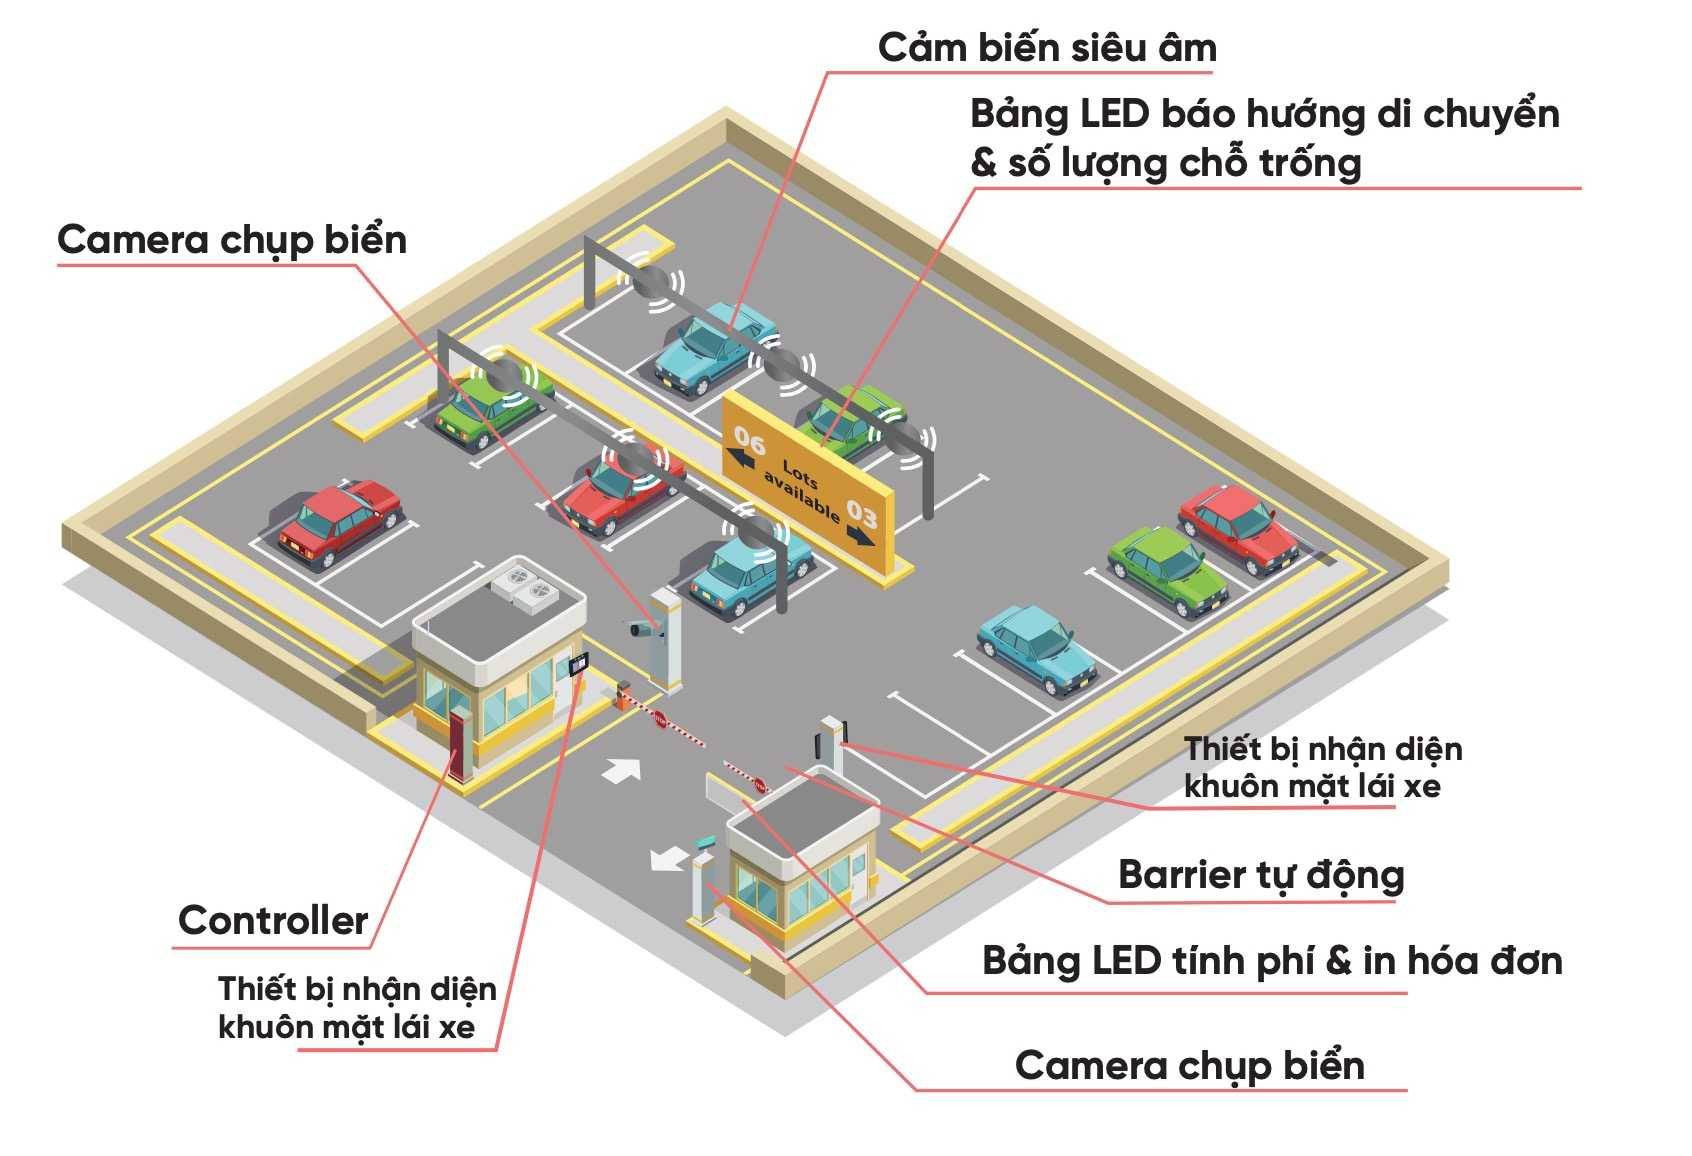 Cảm biến siêu âm
Bảng LED báo hướng di chuyển
& số lượng chỗ trống
Camera chụp biển
06
Lots
available
03
Thiết bị nhận diện
khuôn mặt lái xe
Barrier tự động
Controller
Bảng LED tính phí & in hóa đơn
Thiết bị nhận diện
khuôn mặt lái xe
Camera chụp biển